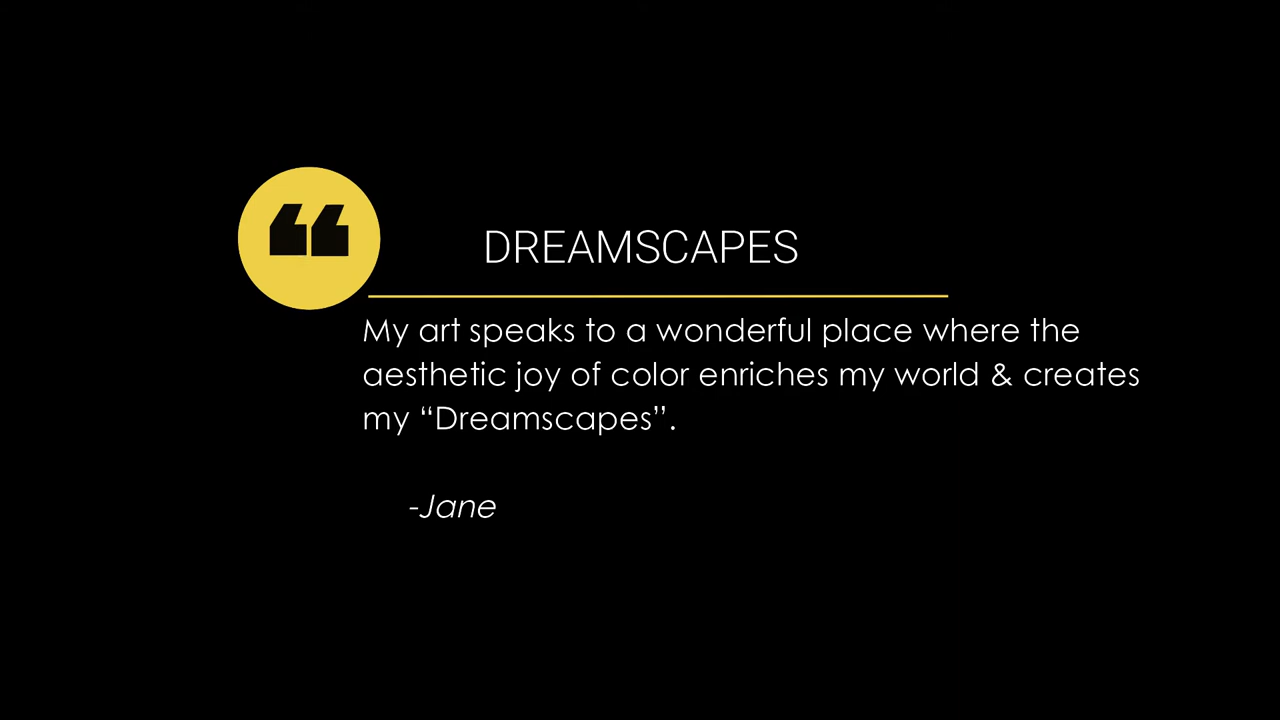 DREAMSCAPES
My art speaks to a wonderful place where the
aesthetic joy of color enriches my world & creates
my “Dreamscapes”.
-Jane